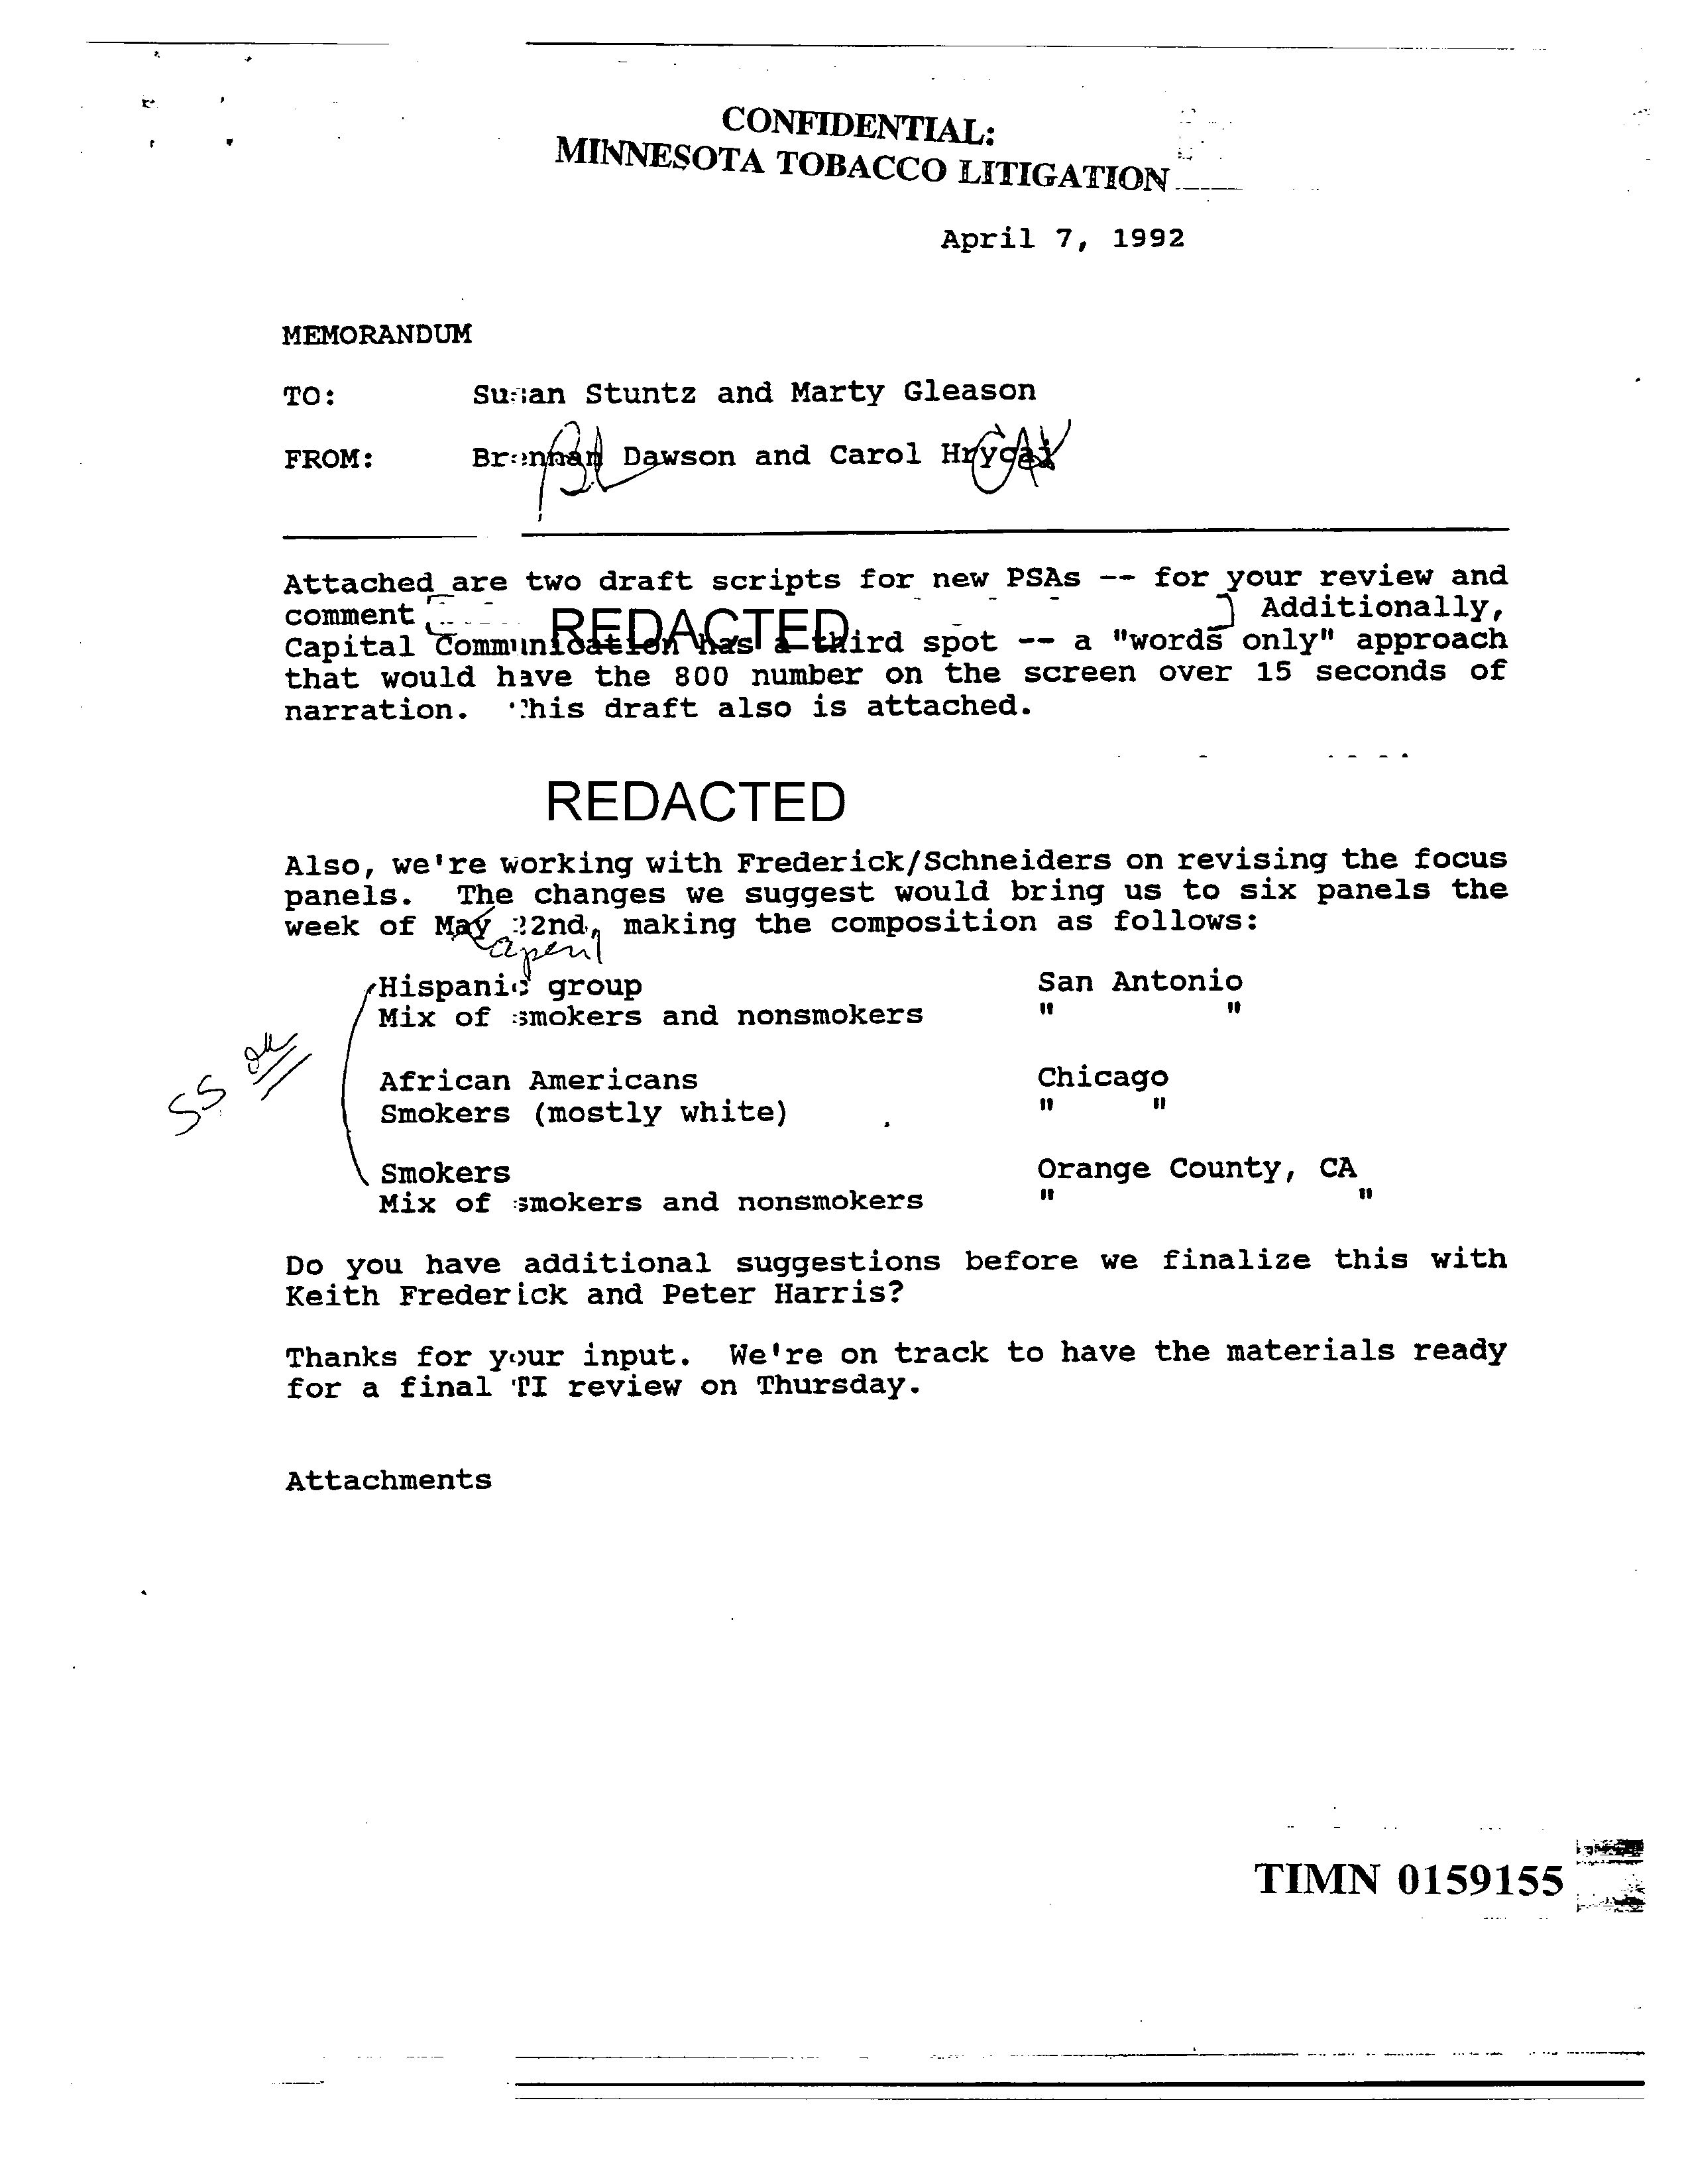 CONFIDENTIAL:
MINNESOTA TOBACCO LITIGATION
April 7, 1992
MEMORANDUM
TO: Susan Stuntz and Marty Gleason
FROM: Brennan Dawson and Carol Hrycaj
Attached are two draft scripts for new PSAs -- for your review and
comment REDACTED Additionally,
Capital Communication has a third spot -- a "words only" approach
that would have the 800 number on the screen over 15 seconds of
narration. This draft also is attached.
REDACTED
Also, we're working with Frederick/Schneiders on revising the focus
panels. The changes we suggest would bring us to six panels the
week of May 22nd, making the composition as follows:
april
Hispanic group San Antonio
Mix of smokers and nonsmokers " "
SS ok
African Americans Chicago
Smokers (mostly white) " "
Smokers Orange County, CA
Mix of smokers and nonsmokers " "
Do you have additional suggestions before we finalize this with
Keith Frederick and Peter Harris?
Thanks for your input. We're on track to have the materials ready
for a final TI review on Thursday.
Attachments
TIMN 0159155